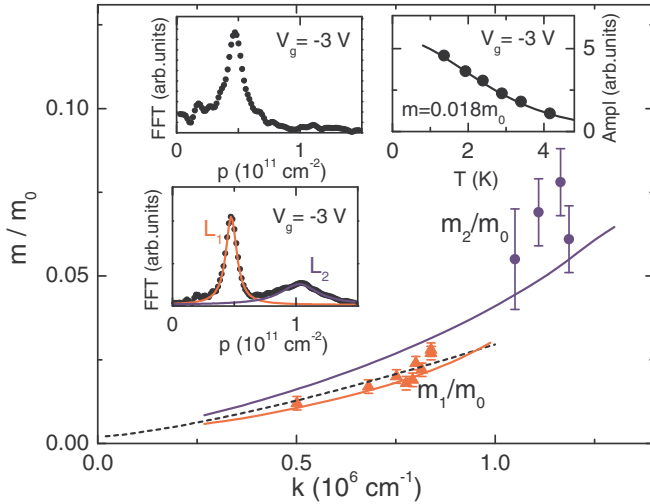 V_g = -3 V
FFT (arb.units)
0
1
p (10^11 cm^-2)
V_g = -3 V
m=0.018m_0
5
0
Ampl (arb.units)
0
2
4
T (K)
V_g = -3 V
L_1
L_2
FFT (arb.units)
0
1
p (10^11 cm^-2)
m / m_0
0.10
0.05
0.00
m_2/m_0
m_1/m_0
0.0
0.5
1.0
k (10^6 cm^-1)